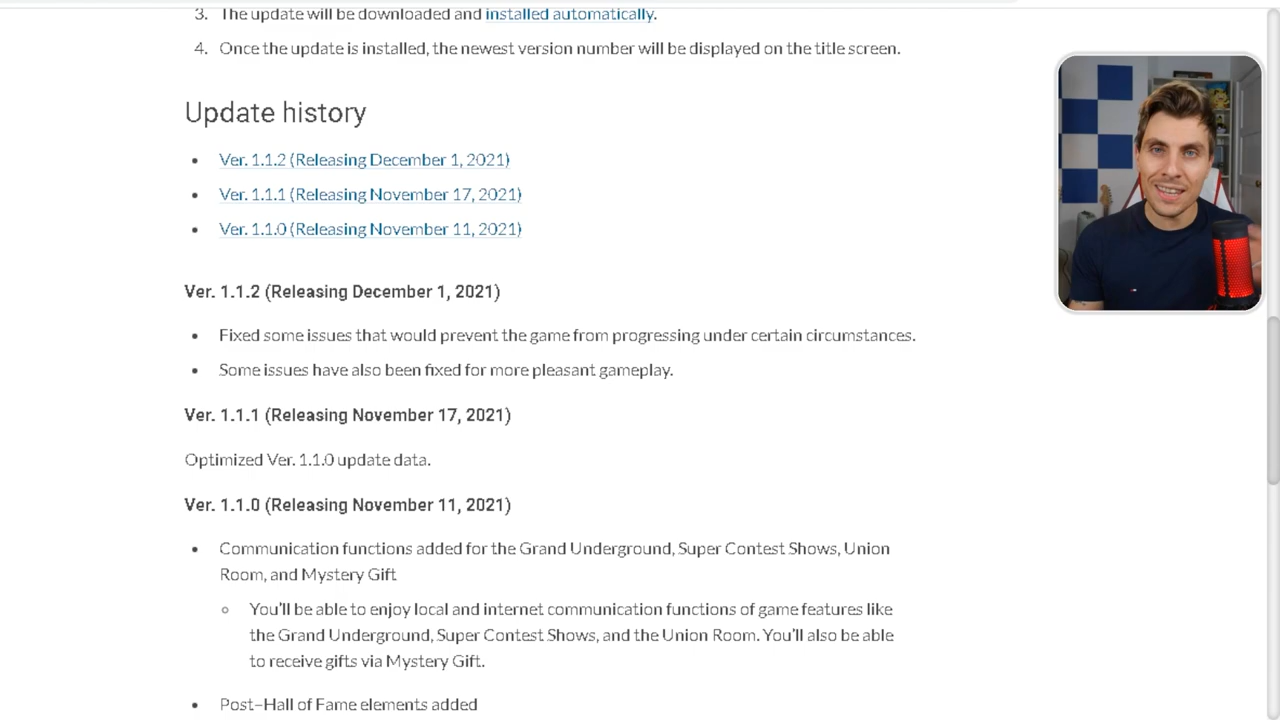 3. The update will be downloaded and installed automatically.
4. Once the update is installed, the newest version number will be displayed on the title screen.
Update history
• Ver. 1.1.2 (Releasing December 1, 2021)
• Ver. 1.1.1 (Releasing November 17, 2021)
• Ver. 1.1.0 (Releasing November 11, 2021)
Ver. 1.1.2 (Releasing December 1, 2021)
• Fixed some issues that would prevent the game from progressing under certain circumstances.
• Some issues have also been fixed for more pleasant gameplay.
Ver. 1.1.1 (Releasing November 17, 2021)
Optimized Ver. 1.1.0 update data.
Ver. 1.1.0 (Releasing November 11, 2021)
• Communication functions added for the Grand Underground, Super Contest Shows, Union
Room, and Mystery Gift
○ You'll be able to enjoy local and internet communication functions of game features like
the Grand Underground, Super Contest Shows, and the Union Room. You'll also be able
to receive gifts via Mystery Gift.
• Post–Hall of Fame elements added